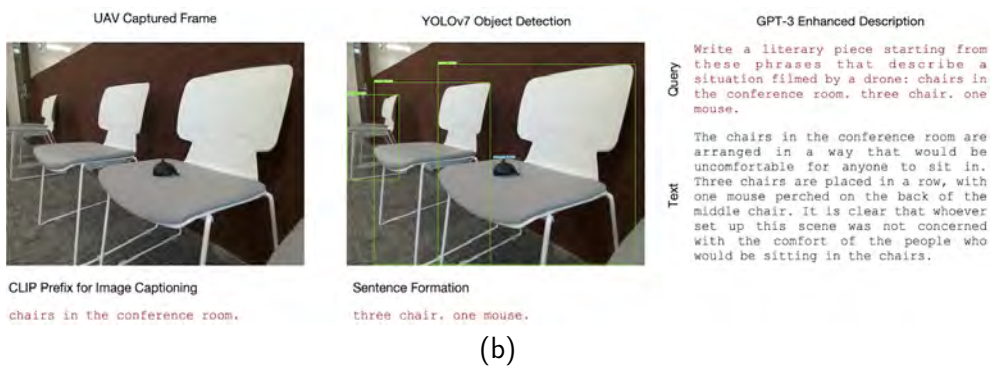 UAV Captured Frame
YOLOv7 Object Detection
GPT-3 Enhanced Description
CLIP Prefix for Image Captioning
chairs in the conference room.
Sentence Formation
three chair. one mouse.
Query
Write a literary piece starting from
these phrases that describe a
situation filmed by a drone: chairs in
the conference room. three chair. one
mouse.
Text
The chairs in the conference room are
arranged in a way that would be
uncomfortable for anyone to sit in.
Three chairs are placed in a row, with
one mouse perched on the back of the
middle chair. It is clear that whoever
set up this scene was not concerned
with the comfort of the people who
would be sitting in the chairs.
(b)